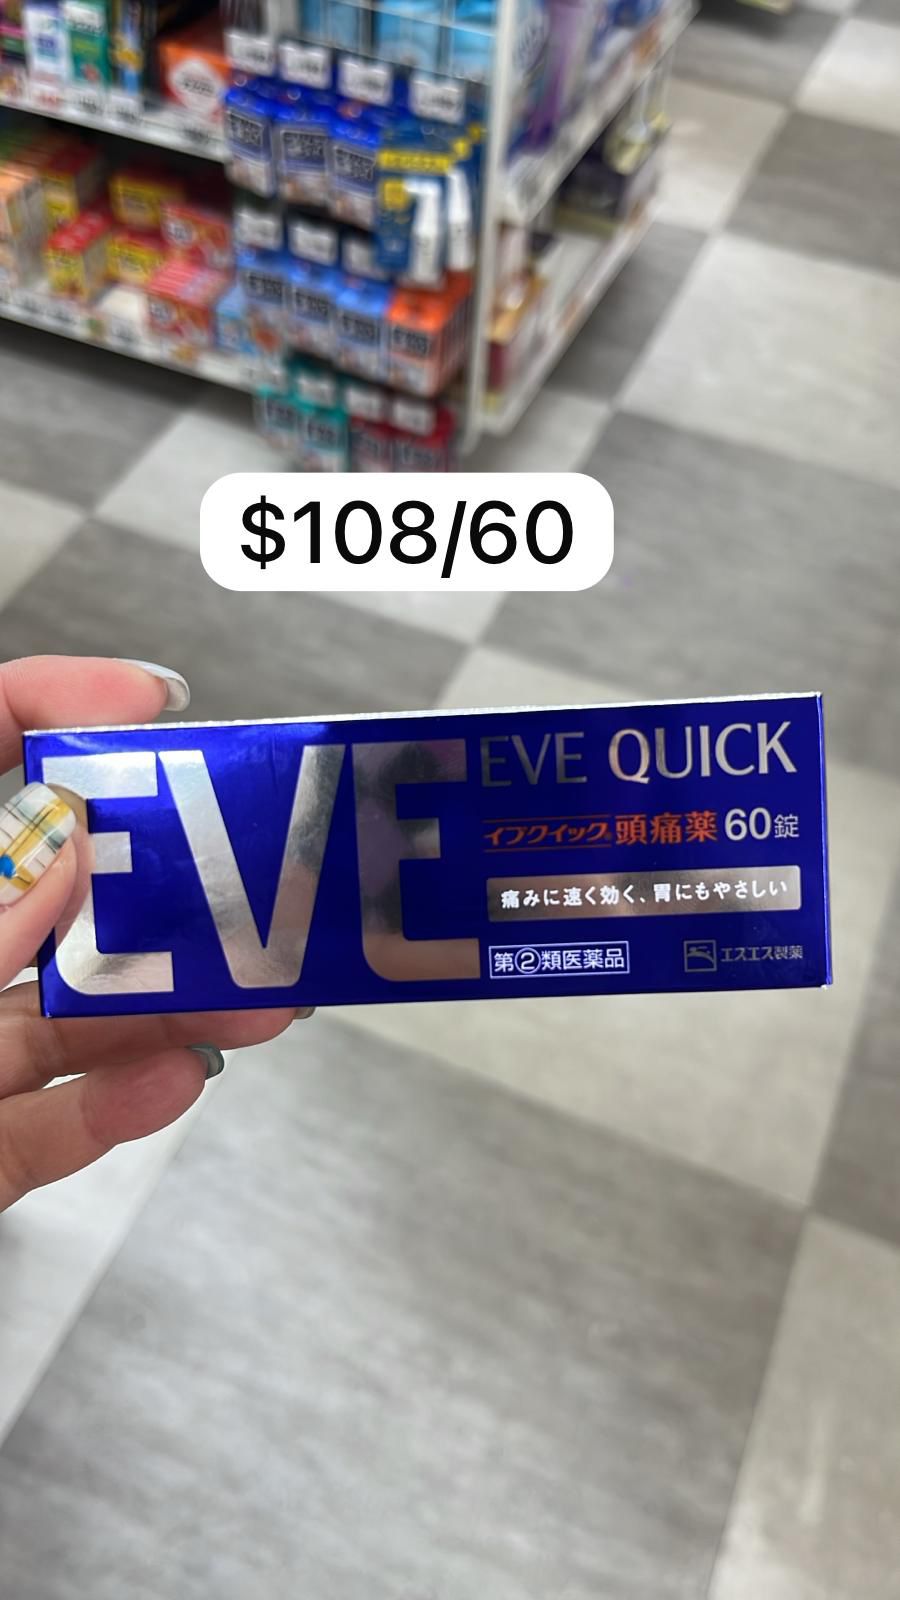 $108/60
EVE
EVE QUICK
イブクイック 頭痛薬 60錠
痛みに速く効く、胃にもやさしい
第②類医薬品
エスエス製薬